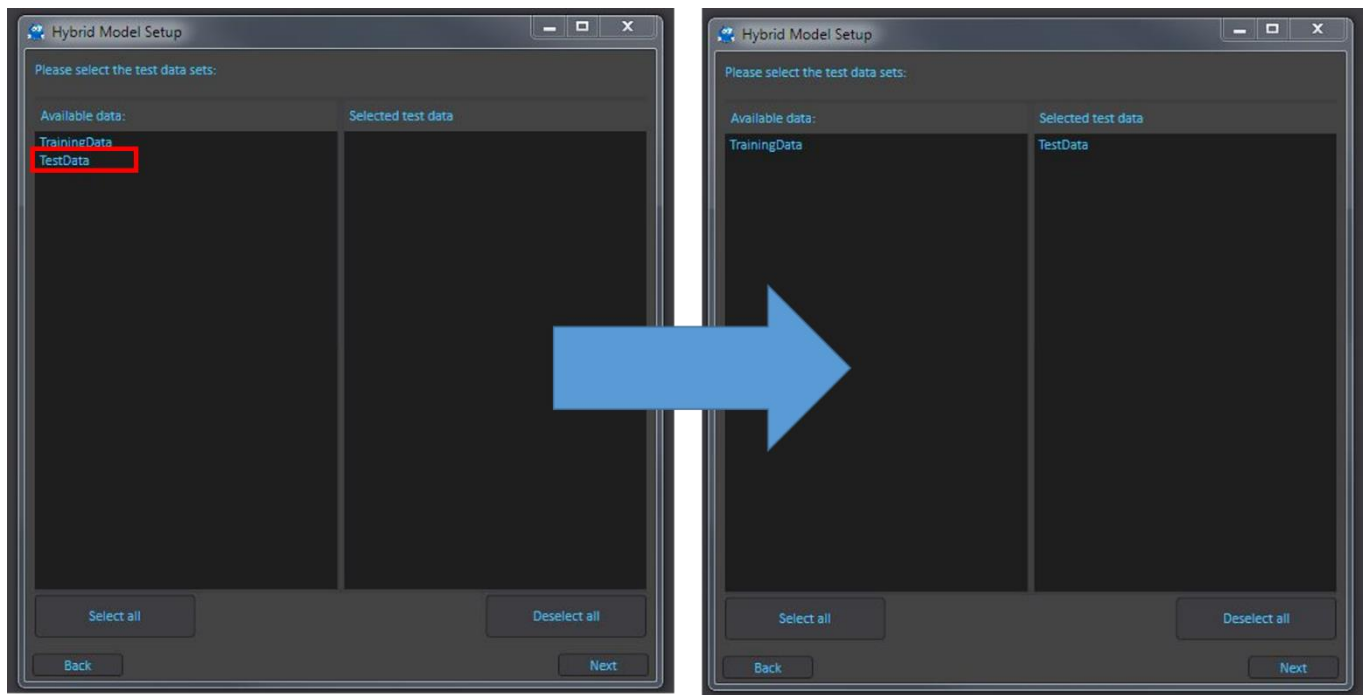 Hybrid Model Setup
Please select the test data sets:
Available data:
Selected test data
TrainingData
TestData
Select all
Deselect all
Back
Next
Hybrid Model Setup
Please select the test data sets:
Available data:
Selected test data
TrainingData
TestData
Select all
Deselect all
Back
Next